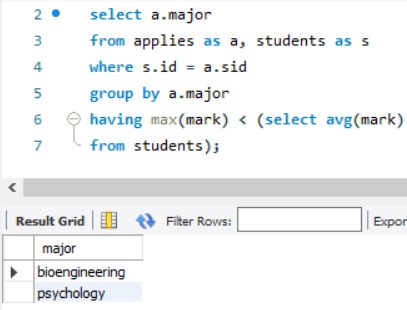 2 select a.major
3 from applies as a, students as s
4 where s.id = a.sid
5 group by a.major
6 having max(mark) < (select avg(mark)
7 from students);
Result Grid Filter Rows: Expor
major
bioengineering
psychology